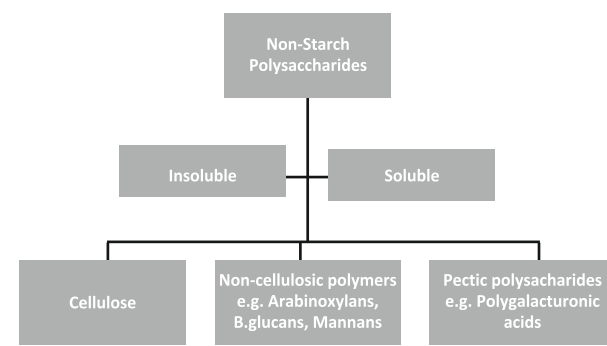 Non-Starch
Polysaccharides
Insoluble
Soluble
Cellulose
Non-cellulosic polymers
e.g. Arabinoxylans,
B.glucans, Mannans
Pectic polysacharides
e.g. Polygalacturonic
acids